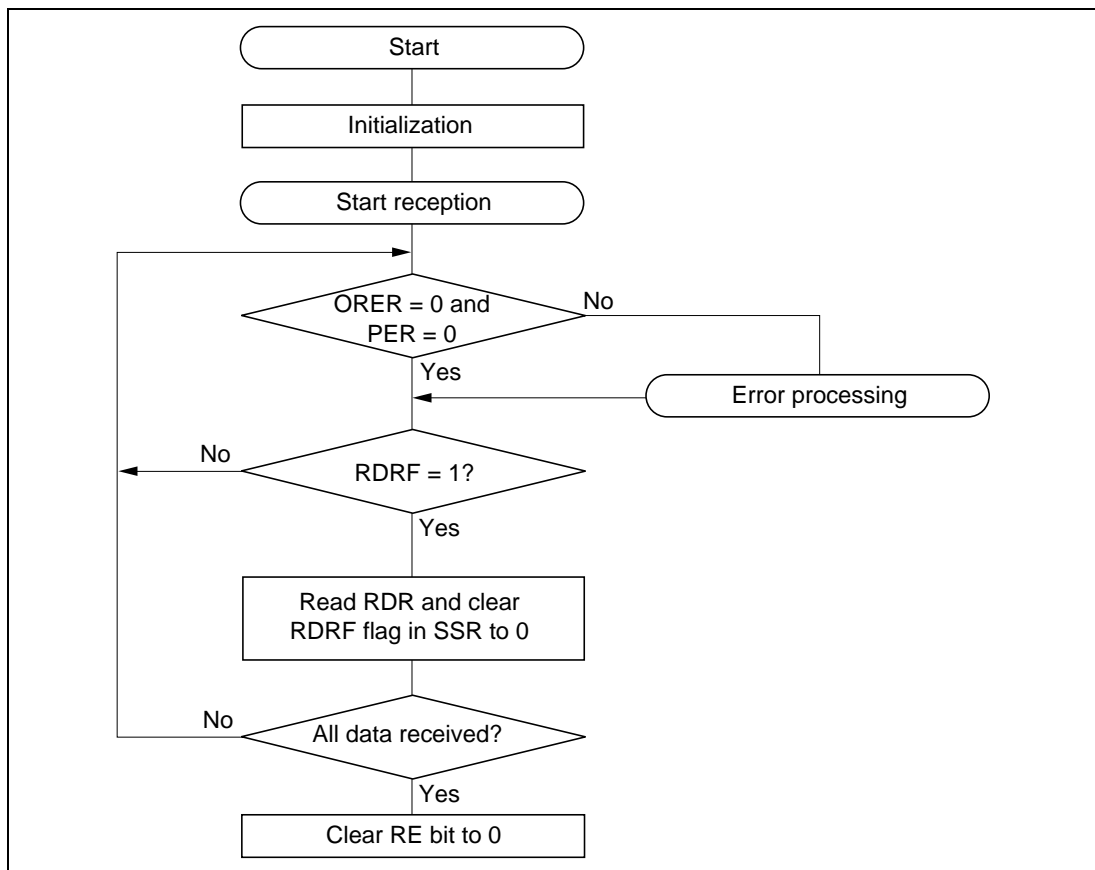 Start
Initialization
Start reception
ORER = 0 and
PER = 0
No
Yes
Error processing
No
RDRF = 1?
Yes
Read RDR and clear
RDRF flag in SSR to 0
No
All data received?
Yes
Clear RE bit to 0